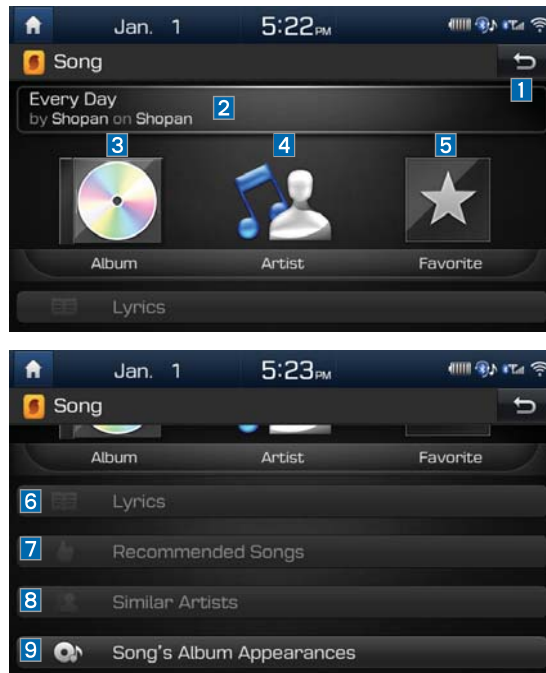 Jan. 1 5:22PM
Song
1
Every Day
by Shopan on Shopan
2
3 4 5
Album Artist Favorite
Lyrics
Jan. 1 5:23PM
Song
Album Artist Favorite
6 Lyrics
7 Recommended Songs
8 Similar Artists
9 Song's Album Appearances